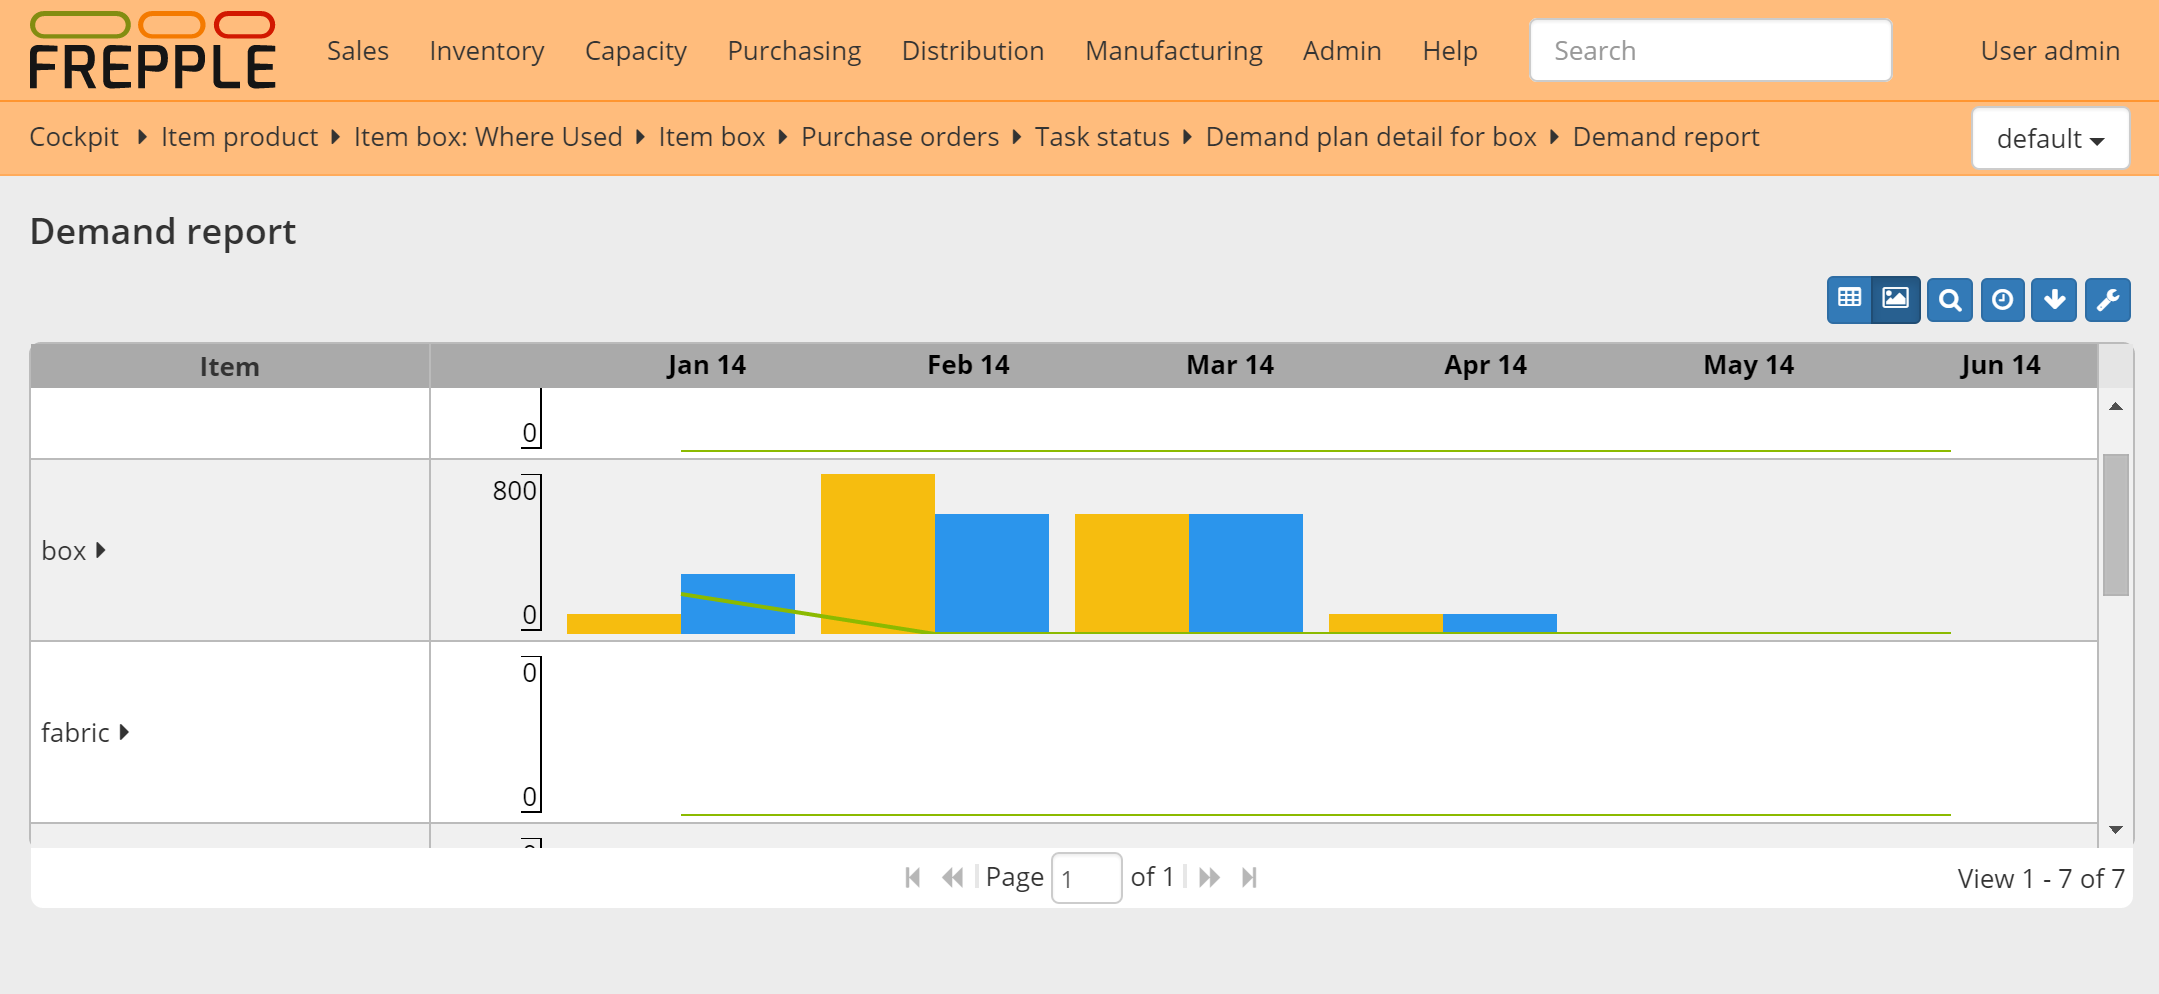 FREPPLE
Sales Inventory Capacity Purchasing Distribution Manufacturing Admin Help Search User admin
Cockpit Item product Item box: Where Used Item box Purchase orders Task status Demand plan detail for box Demand report default
Demand report
Item Jan 14 Feb 14 Mar 14 Apr 14 May 14 Jun 14
0
800
box
0
0
fabric
0
Page 1 of 1 View 1 - 7 of 7